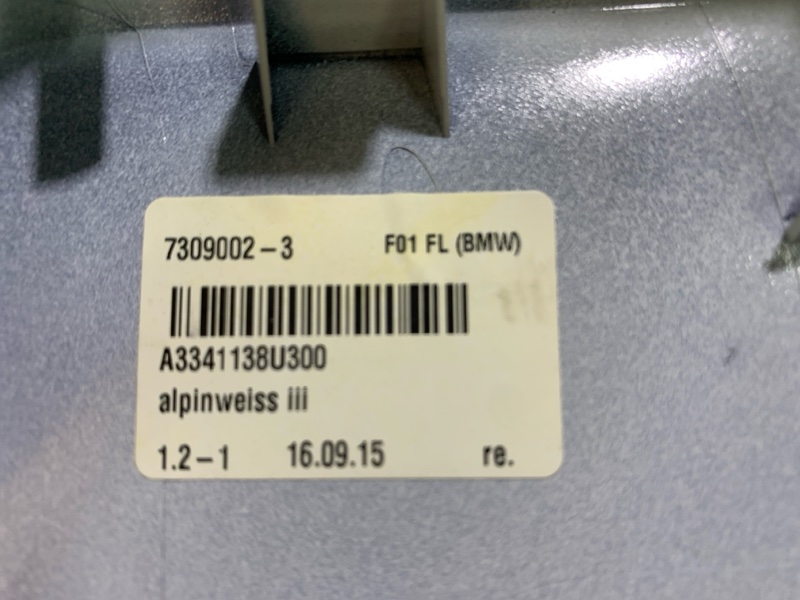 7309002-3 F01 FL (BMW)
A3341138U300
alpinweiss iii
1.2-1 16.09.15 re.